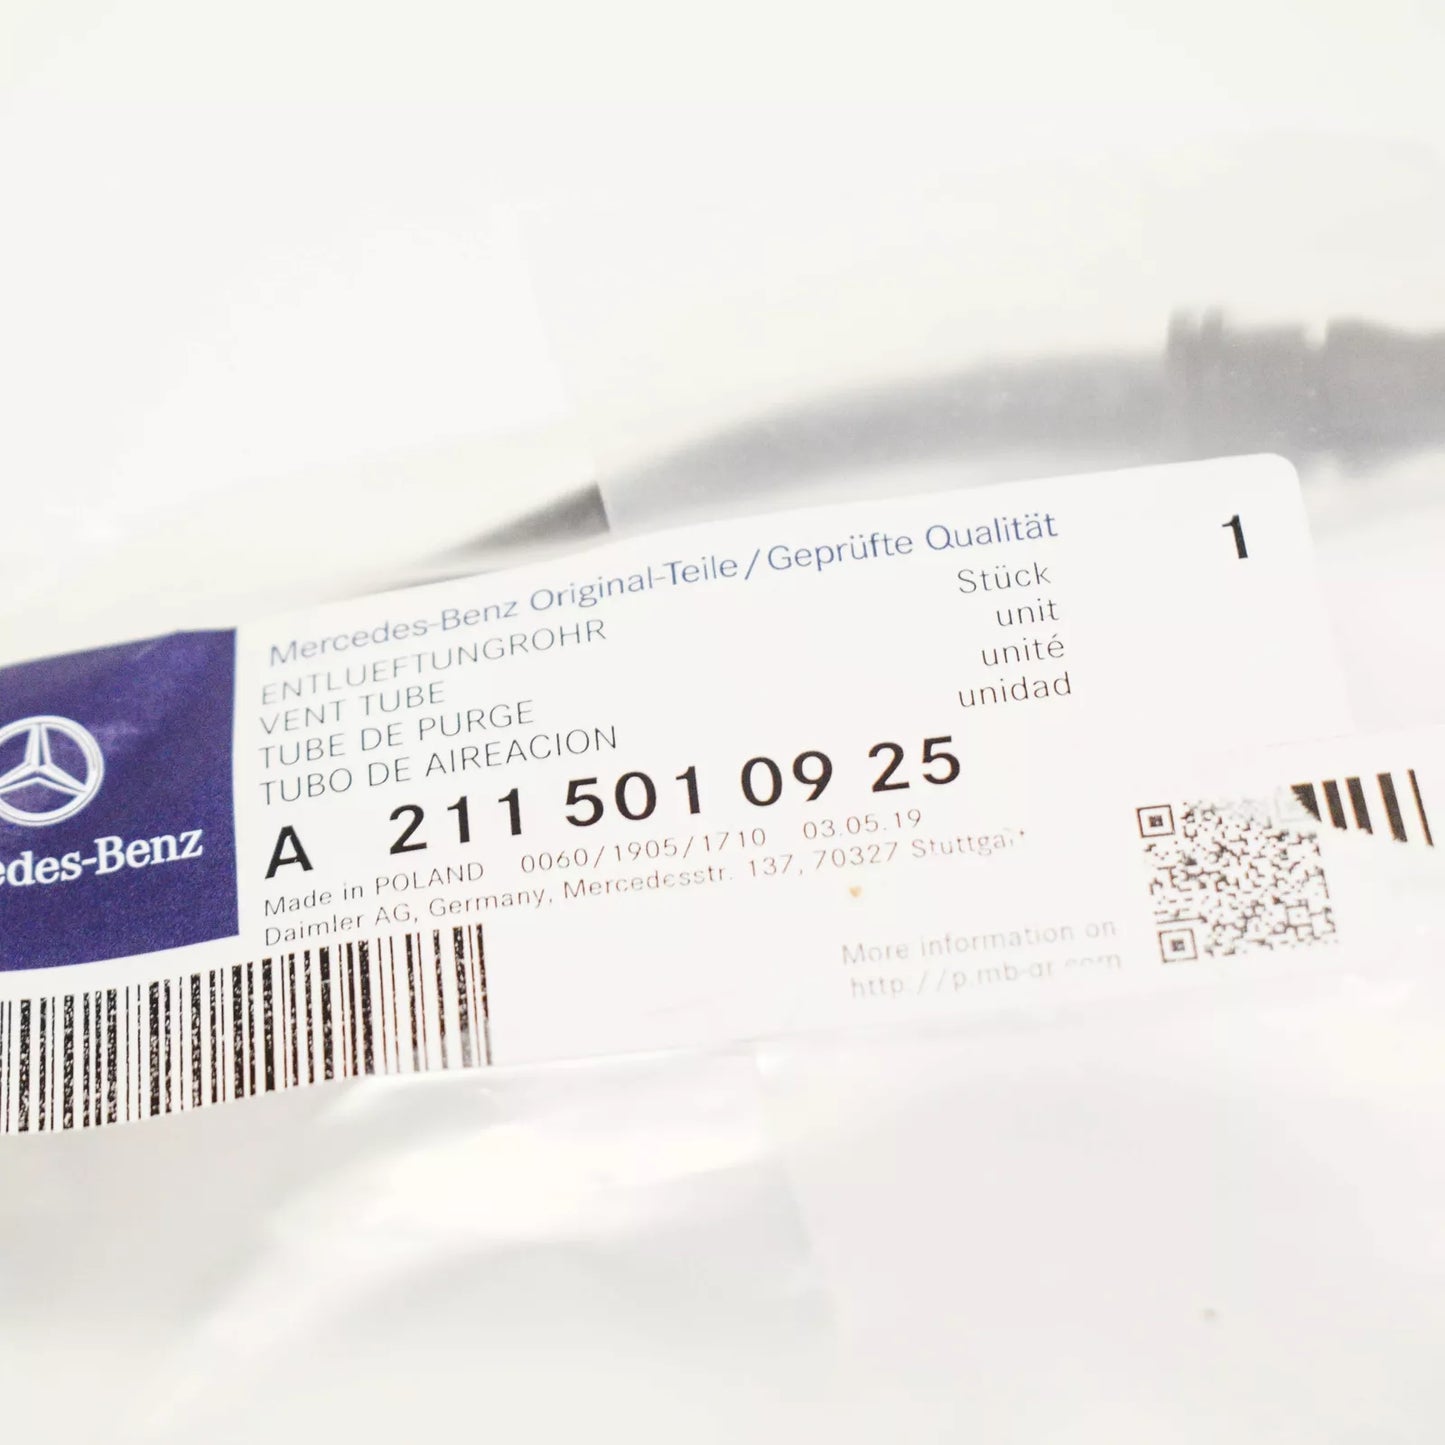 Mercedes-Benz Original-Teile/Geprüfte Qualität
ENTLUEFTUNGROHR
VENT TUBE
TUBE DE PURGE
TUBO DE AIREACION
Stück 1
unit
unité
unidad
A 211 501 09 25
Made in POLAND 0060/1905/1710 03.05.19
Daimler AG, Germany, Mercedesstr. 137, 70327 Stuttgart
More information on
edes-Benz